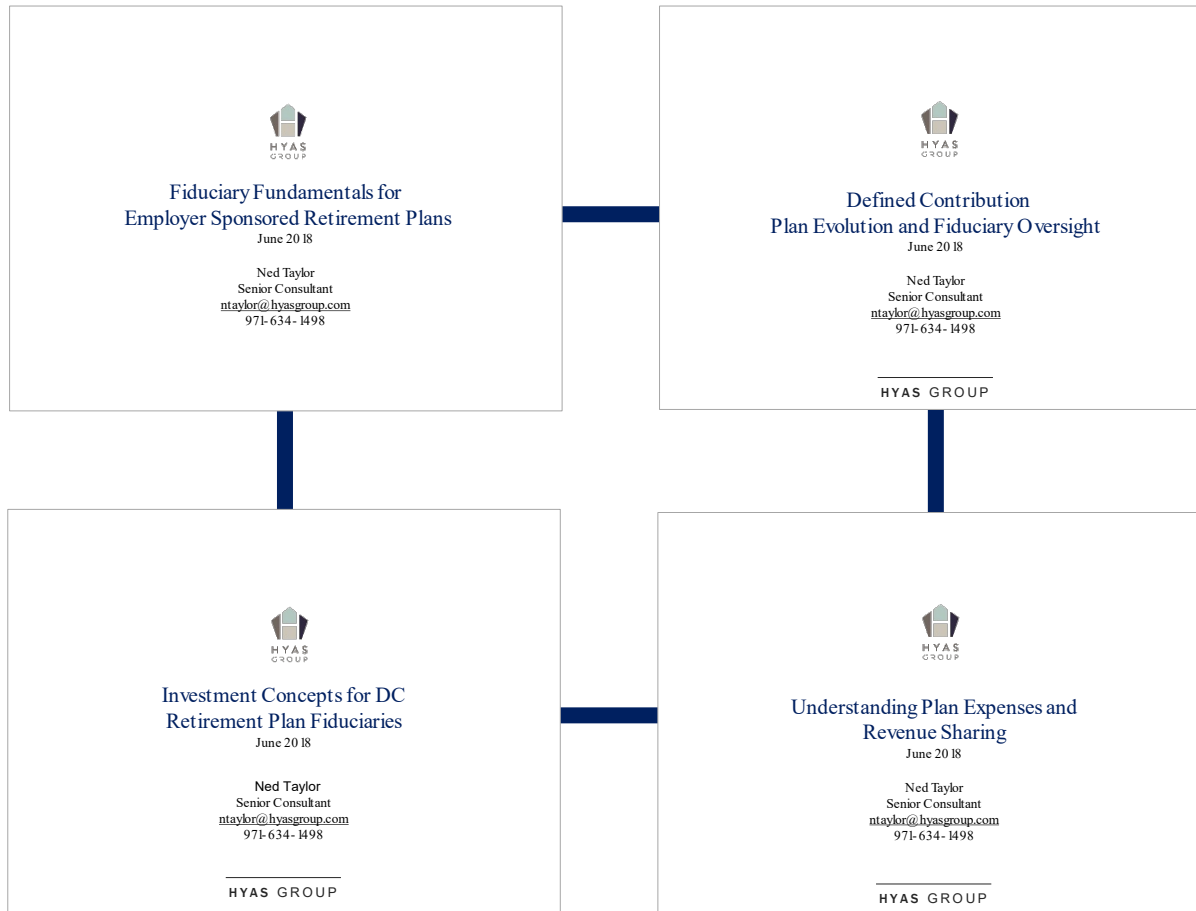 HYAS
GROUP
Fiduciary Fundamentals for
Employer Sponsored Retirement Plans
June 2018
Ned Taylor
Senior Consultant
ntaylor@hyasgroup.com
971-634-1498
HYAS
GROUP
Defined Contribution
Plan Evolution and Fiduciary Oversight
June 2018
Ned Taylor
Senior Consultant
ntaylor@hyasgroup.com
971-634-1498
HYAS GROUP
HYAS
GROUP
Investment Concepts for DC
Retirement Plan Fiduciaries
June 2018
Ned Taylor
Senior Consultant
ntaylor@hyasgroup.com
971-634-1498
HYAS GROUP
HYAS
GROUP
Understanding Plan Expenses and
Revenue Sharing
June 2018
Ned Taylor
Senior Consultant
ntaylor@hyasgroup.com
971-634-1498
HYAS GROUP